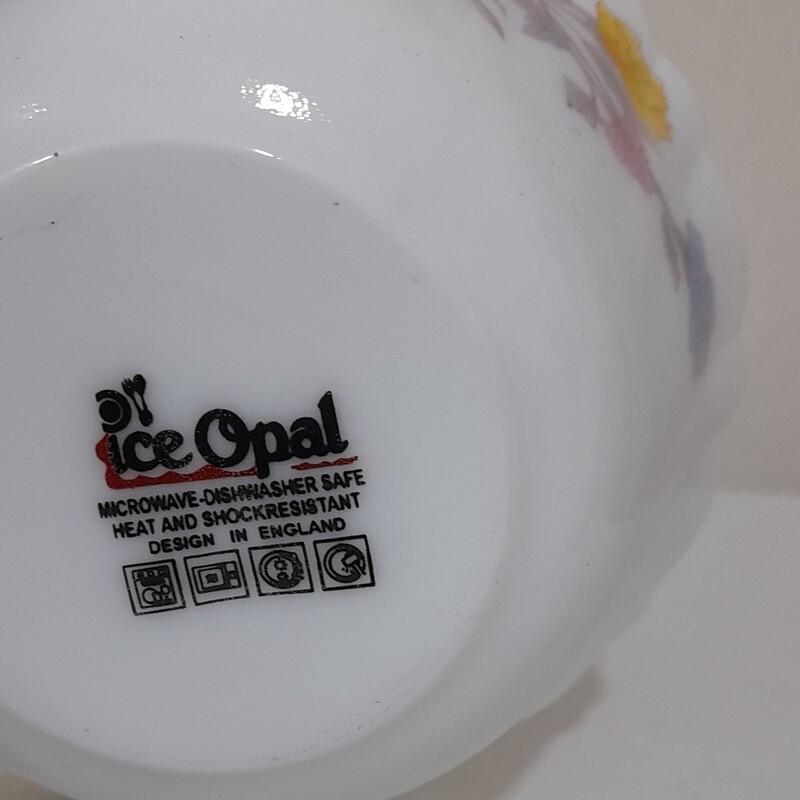 ice Opal
MICROWAVE-DISHWASHER SAFE
HEAT AND SHOCKRESISTANT
DESIGN IN ENGLAND